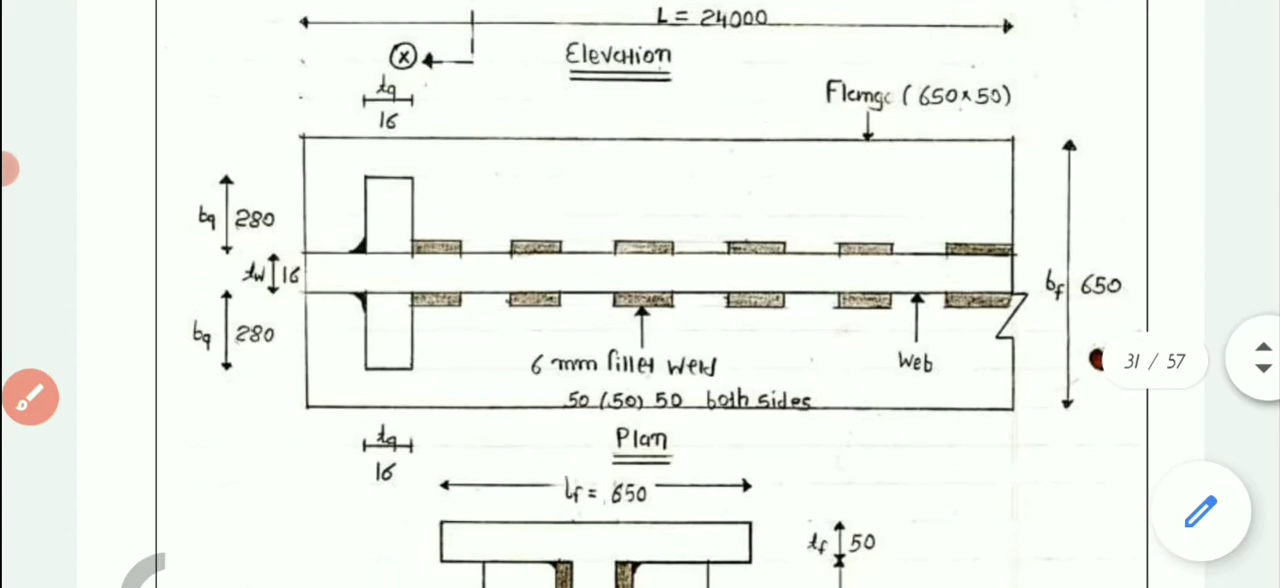 L = 24000
Elevation
X
tq
16
Flange (650×50)
bq 280
tw 16
bq 280
bf 650
6 mm fillet weld
50 (50) 50 both sides
Web
31 / 57
tq
16
Plan
bf = 650
tf 50